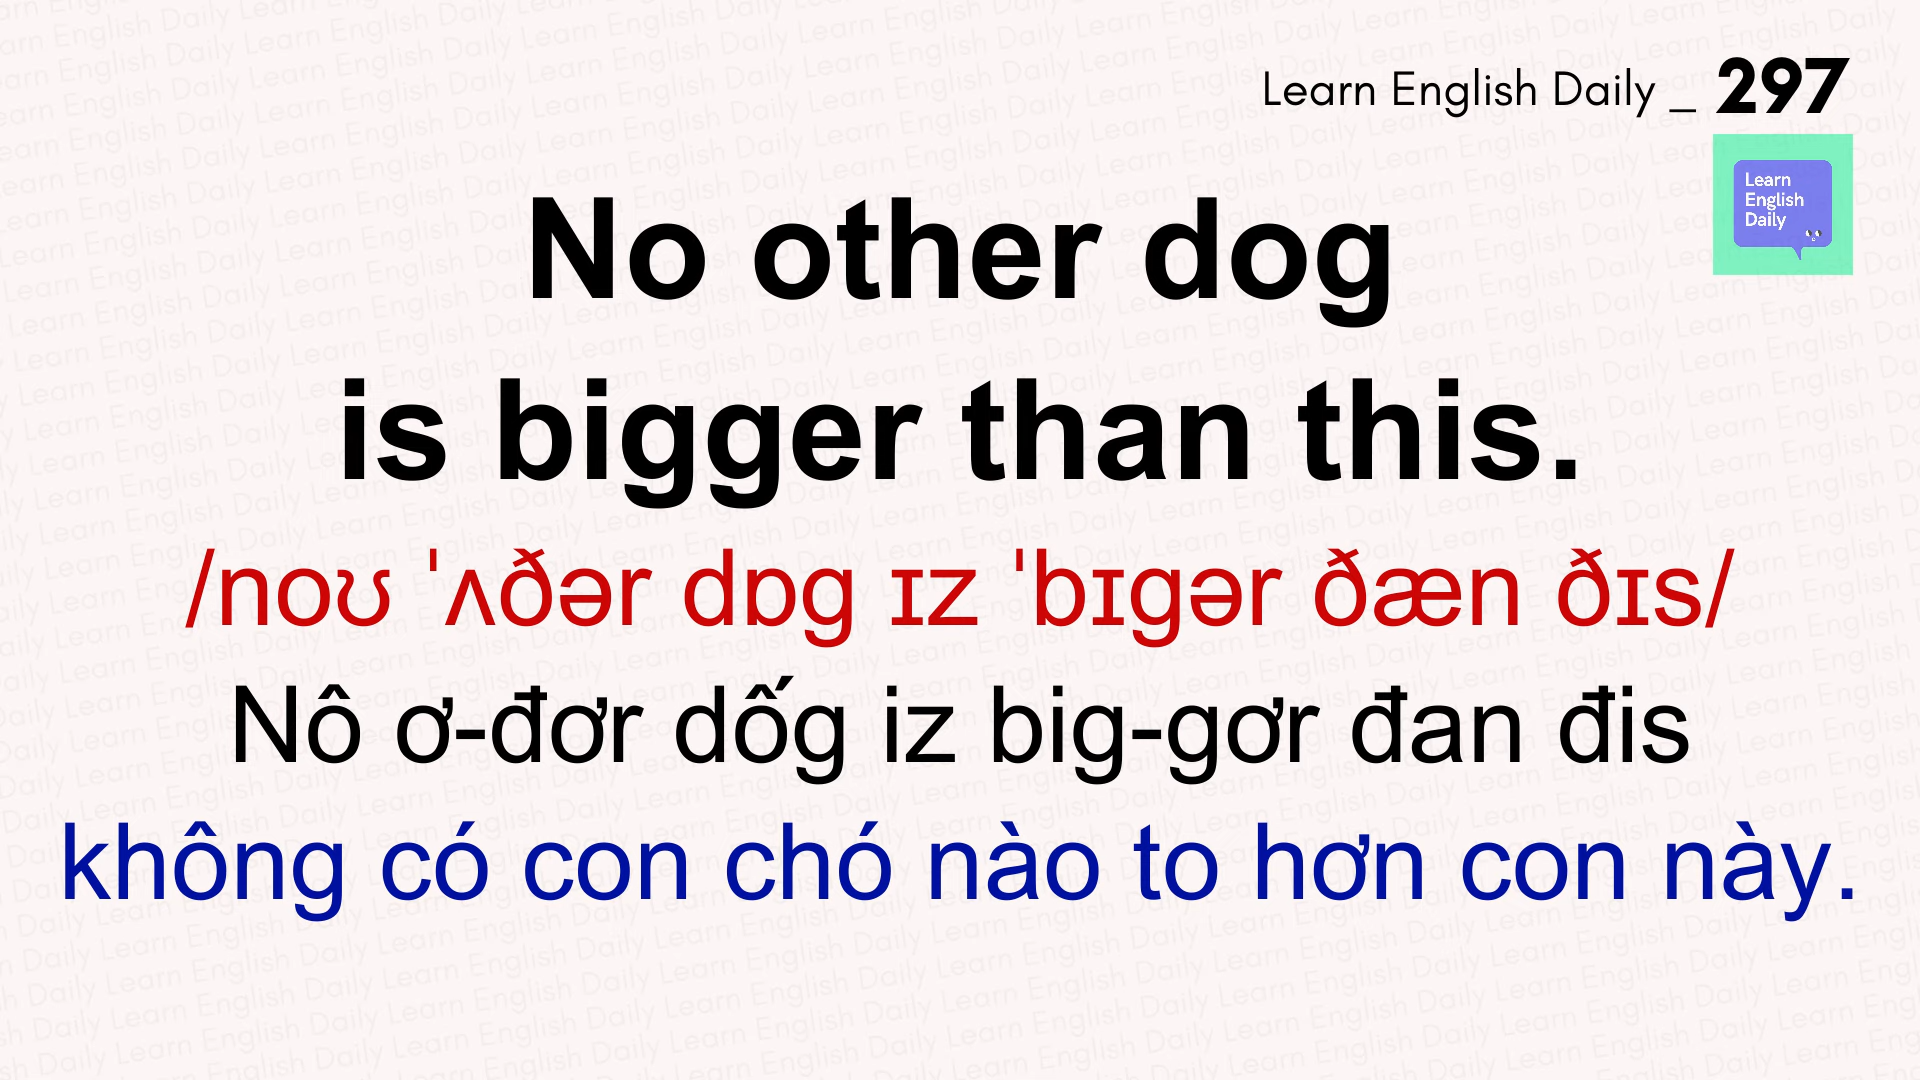 Learn English Daily _ 297
Learn
English
Daily
No other dog
is bigger than this.
/noʊ ˈʌðər dɒg ɪz ˈbɪgər ðæn ðɪs/
Nô ơ-đơr dốg iz big-gơr đan đis
không có con chó nào to hơn con này.